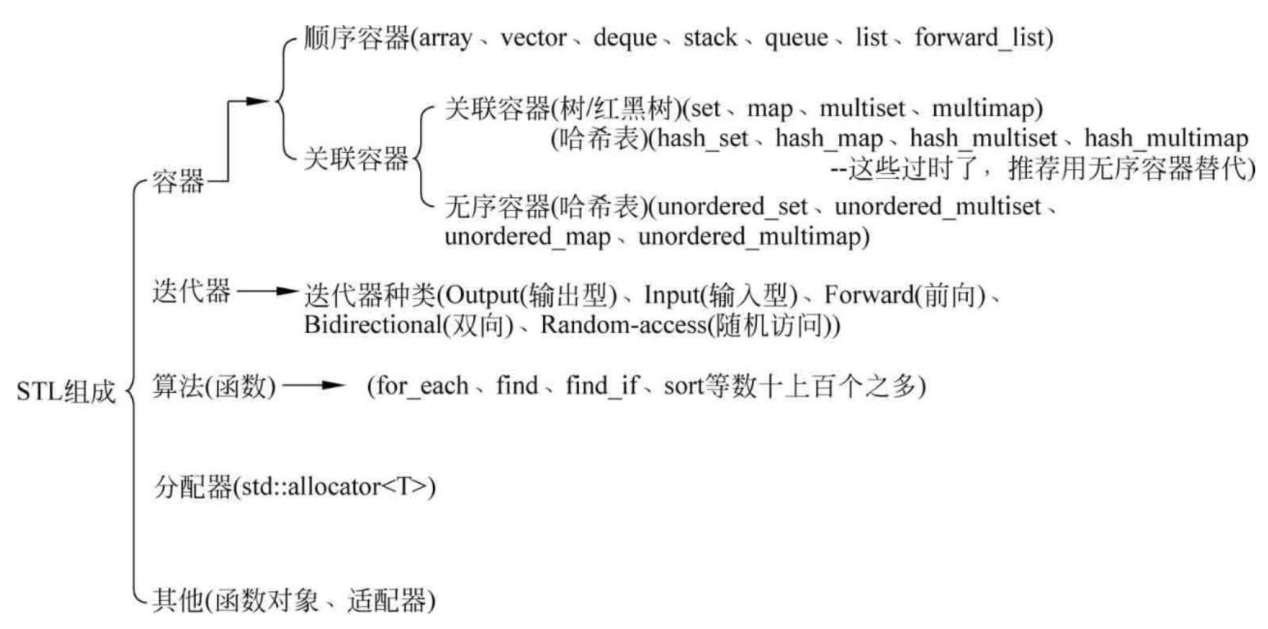 顺序容器(array、vector、deque、stack、queue、list、forward_list)
关联容器(树/红黑树)(set、map、multiset、multimap)
(哈希表)(hash_set、hash_map、hash_multiset、hash_multimap
--这些过时了，推荐用无序容器替代)
关联容器
容器
无序容器(哈希表)(unordered_set、unordered_multiset、
unordered_map、unordered_multimap)
迭代器
迭代器种类(Output(输出型)、Input(输入型)、Forward(前向)、
Bidirectional(双向)、Random-access(随机访问))
STL组成
算法(函数)
(for_each、find、find_if、sort等数十上百个之多)
分配器(std::allocator<T>)
其他(函数对象、适配器)